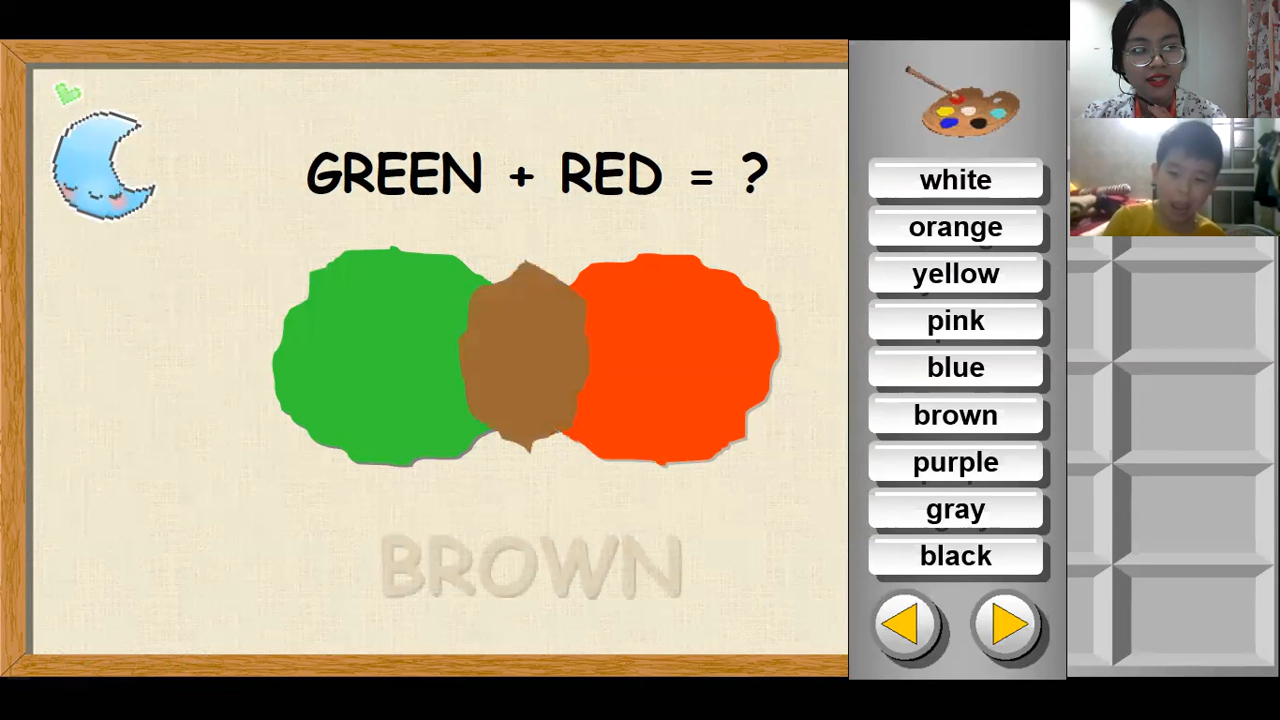 GREEN + RED = ?
BROWN
white
orange
yellow
pink
blue
brown
purple
gray
black